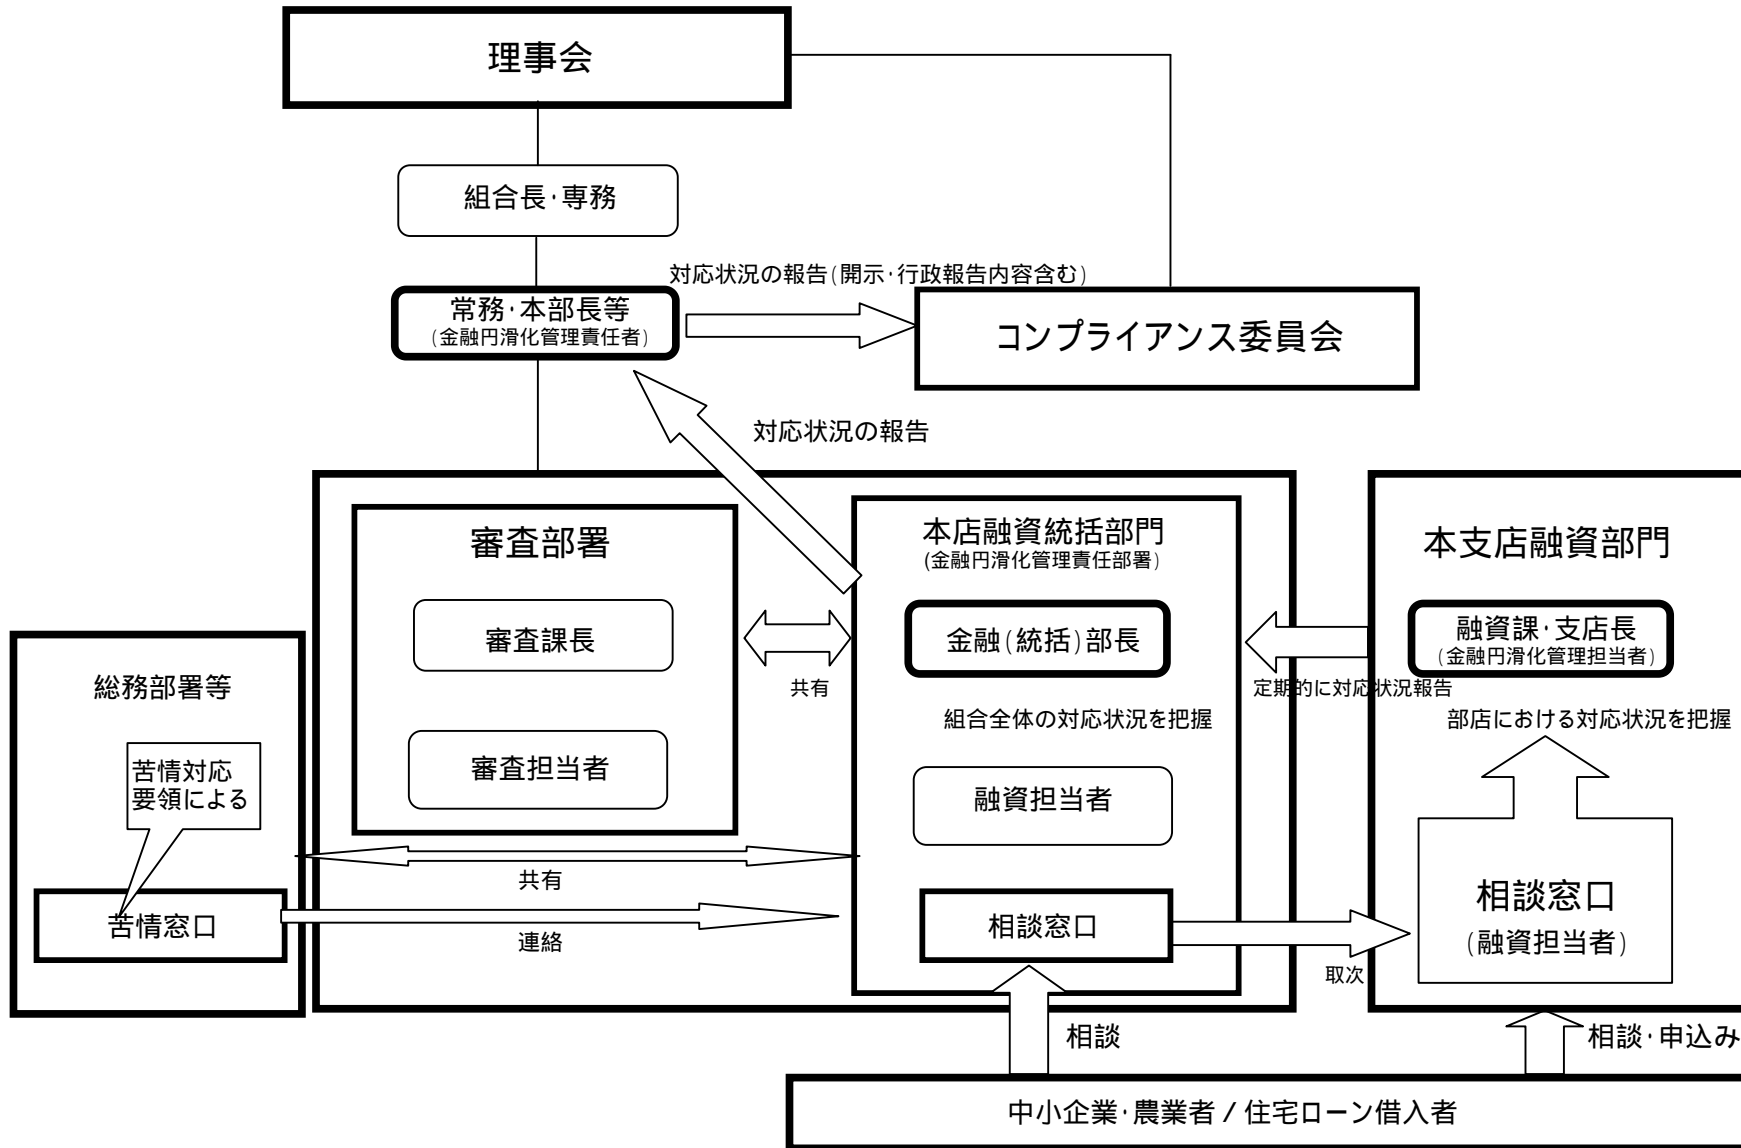 理事会
組合長・専務
対応状況の報告(開示・行政報告内容含む)
常務・本部長等
(金融円滑化管理責任者)
コンプライアンス委員会
対応状況の報告
審査部署
審査課長
審査担当者
共有
本店融資統括部門
(金融円滑化管理責任部署)
金融(統括)部長
組合全体の対応状況を把握
融資担当者
相談窓口
本支店融資部門
融資課・支店長
(金融円滑化管理担当者)
定期的に対応状況報告
部店における対応状況を把握
相談窓口
(融資担当者)
取次
総務部署等
苦情対応
要領による
苦情窓口
共有
連絡
相談
相談・申込み
中小企業・農業者 / 住宅ローン借入者